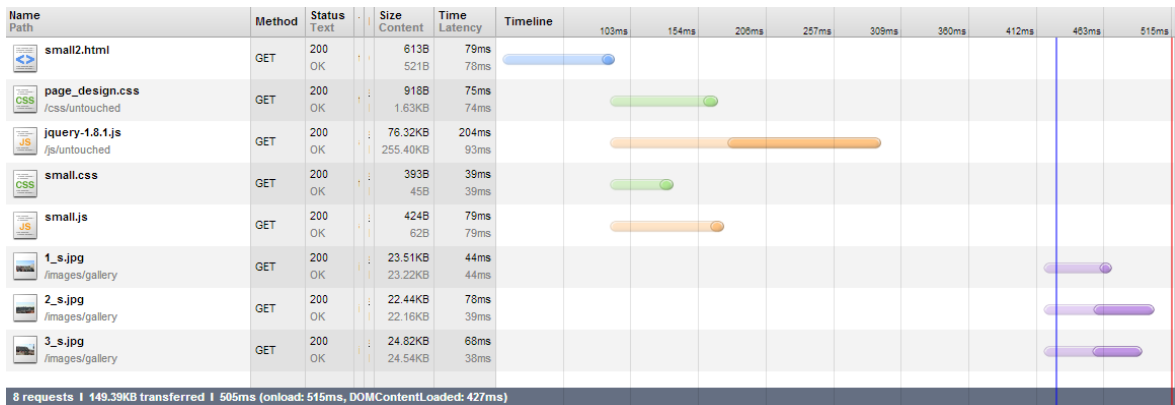 Name Method Status Size Time Timeline
Path Text Content Latency 103ms 154ms 206ms 257ms 309ms 360ms 412ms 463ms 515ms
small2.html GET 200 613B 79ms
OK 521B 78ms
page_design.css GET 200 918B 75ms
/css/untouched OK 1.63KB 74ms
jquery-1.8.1.js GET 200 76.32KB 204ms
/js/untouched OK 255.40KB 93ms
small.css GET 200 393B 39ms
OK 45B 39ms
small.js GET 200 424B 79ms
OK 62B 79ms
1_s.jpg GET 200 23.51KB 44ms
/images/gallery OK 23.22KB 44ms
2_s.jpg GET 200 22.44KB 78ms
/images/gallery OK 22.16KB 39ms
3_s.jpg GET 200 24.82KB 68ms
/images/gallery OK 24.54KB 38ms
8 requests I 149.39KB transferred I 505ms (onload: 515ms, DOMContentLoaded: 427ms)